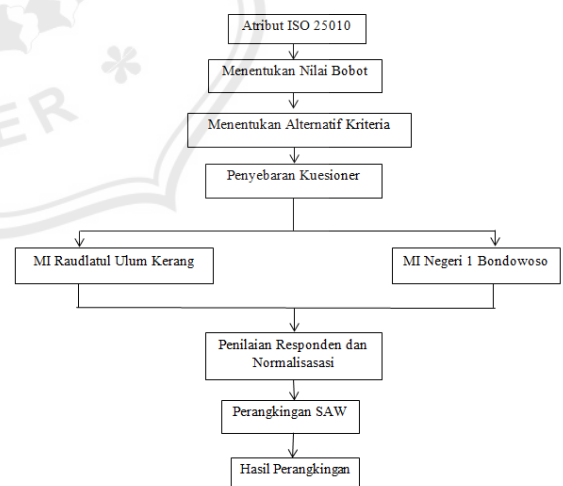 Atribut ISO 25010
Menentukan Nilai Bobot
Menentukan Alternatif Kriteria
Penyebaran Kuesioner
MI Raudlatul Ulum Kerang
MI Negeri 1 Bondowoso
Penilaian Responden dan
Normalisasasi
Perangkingan SAW
Hasil Perangkingan
ER